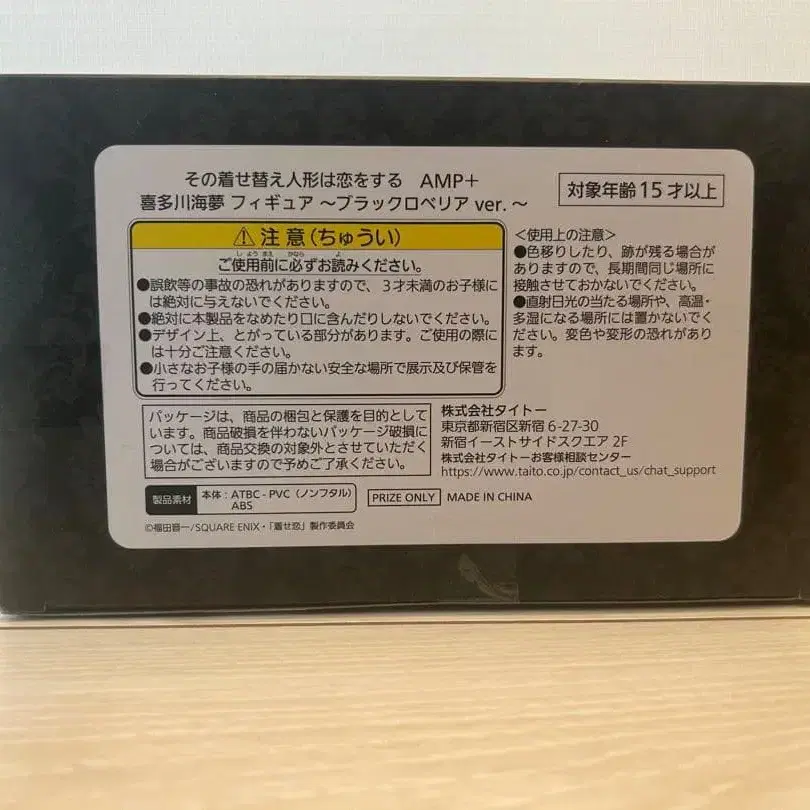 その着せ替え人形は恋をする AMP＋
喜多川海夢 フィギュア ～ブラックロベリア ver.～
対象年齢15才以上
⚠注意(ちゅうい)
ご使用前に必ずお読みください。
●誤飲等の事故の恐れがありますので、3才未満のお子様に
は絶対に与えないでください。
●絶対に本製品をなめたり口に含んだりしないでください。
●デザイン上、とがっている部分があります。ご使用の際に
は十分ご注意ください。
●小さなお子様の手の届かない安全な場所で展示及び保管を
行ってください。
＜使用上の注意＞
●色移りしたり、跡が残る場合が
ありますので、長期間同じ場所に
接触させておかないでください。
●直射日光の当たる場所や、高温・
多湿になる場所には置かないでく
ださい。変色や変形の恐れがあり
ます。
パッケージは、商品の梱包と保護を目的として
います。商品破損を伴わないパッケージ破損に
ついては、商品交換の対象外とさせていただく
場合がございますので予めご了承ください。
株式会社タイトー
東京都新宿区新宿 6-27-30
新宿イーストサイドスクエア 2F
株式会社タイトーお客様相談センター
https://www.taito.co.jp/contact_us/chat_support
製品素材 本体：ATBC-PVC（ノンフタル）
ABS
PRIZE ONLY MADE IN CHINA
©福田晋一/SQUARE ENIX・「着せ恋」製作委員会